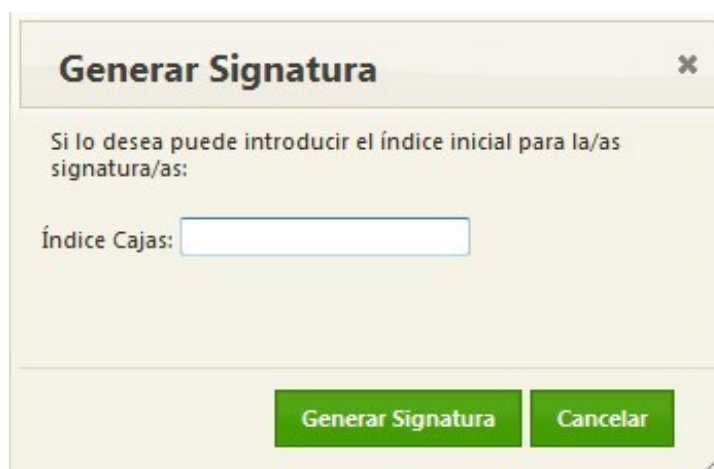 Generar Signatura
Si lo desea puede introducir el índice inicial para la/as
signatura/as:
Índice Cajas:
Generar Signatura Cancelar